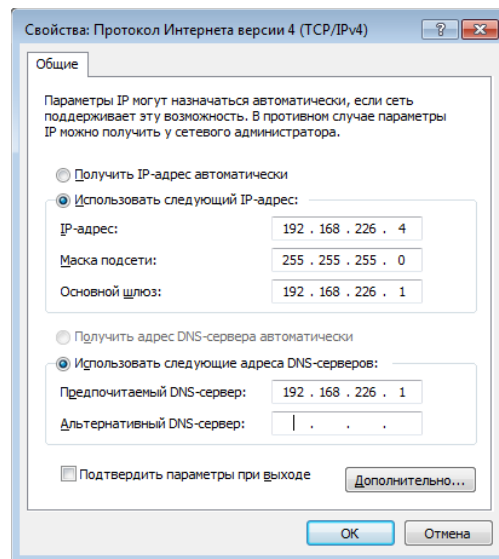 Свойства: Протокол Интернета версии 4 (TCP/IPv4)
Общие
Параметры IP могут назначаться автоматически, если сеть
поддерживает эту возможность. В противном случае параметры
IP можно получить у сетевого администратора.
Получить IP-адрес автоматически
Использовать следующий IP-адрес:
IP-адрес: 192 . 168 . 226 . 4
Маска подсети: 255 . 255 . 255 . 0
Основной шлюз: 192 . 168 . 226 . 1
Получить адрес DNS-сервера автоматически
Использовать следующие адреса DNS-серверов:
Предпочитаемый DNS-сервер: 192 . 168 . 226 . 1
Альтернативный DNS-сервер: . . .
Подтвердить параметры при выходе
Дополнительно...
ОК Отмена